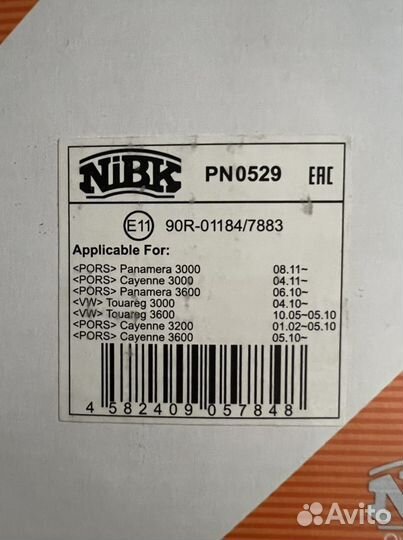 NiBK PN0529 EAC
E11 90R-01184/7883
Applicable For:
<PORS> Panamera 3000 08.11~
<PORS> Cayenne 3000 04.11~
<PORS> Panamera 3600 06.10~
<VW> Touareg 3000 04.10~
<VW> Touareg 3600 10.05~05.10
<PORS> Cayenne 3200 01.02~05.10
<PORS> Cayenne 3600 05.10~
4 582409 057848
Avito